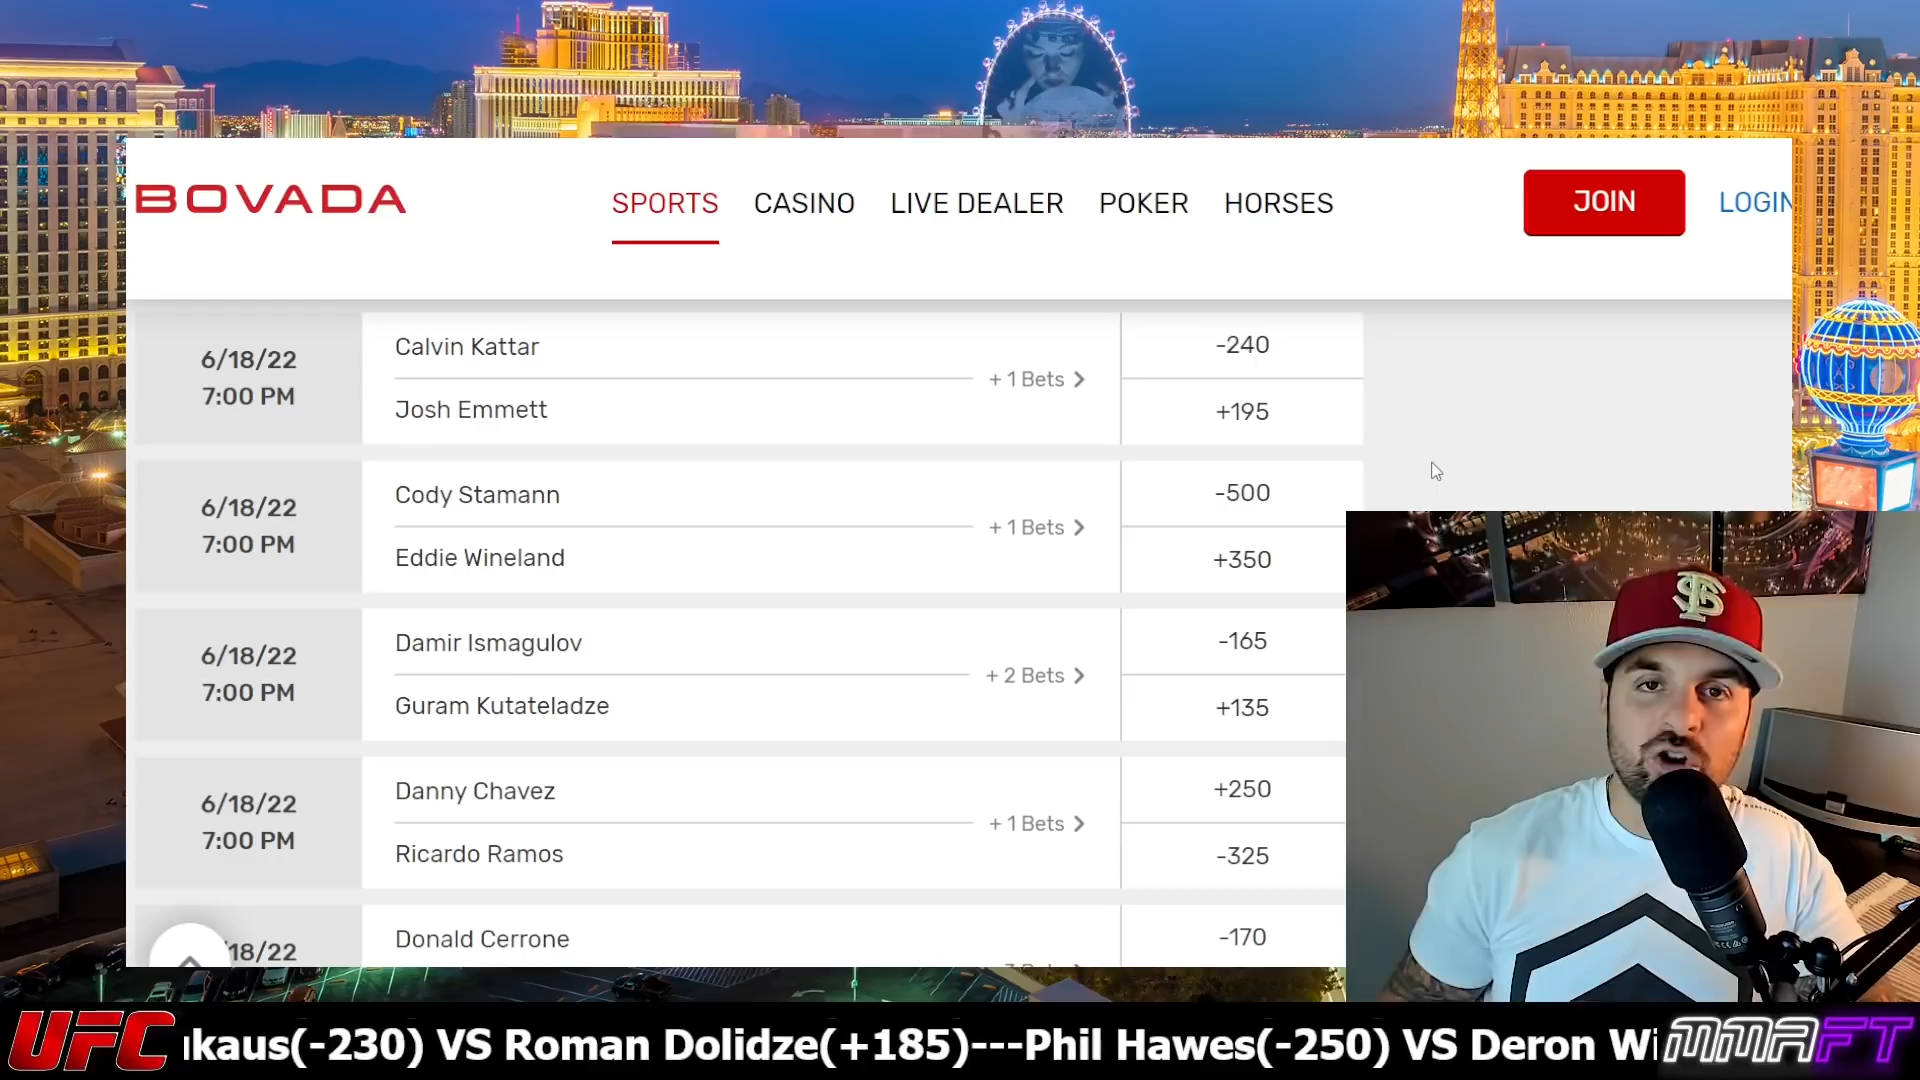 BOVADA
SPORTS CASINO LIVE DEALER POKER HORSES
JOIN LOGIN
6/18/22
7:00 PM
Calvin Kattar
Josh Emmett
+ 1 Bets
-240
+195
6/18/22
7:00 PM
Cody Stamann
Eddie Wineland
+ 1 Bets
-500
+350
6/18/22
7:00 PM
Damir Ismagulov
Guram Kutateladze
+ 2 Bets
-165
+135
6/18/22
7:00 PM
Danny Chavez
Ricardo Ramos
+ 1 Bets
+250
-325
18/22
Donald Cerrone
-170
UFC ıkaus(-230) VS Roman Dolidze(+185)---Phil Hawes(-250) VS Deron Wi MMAFT